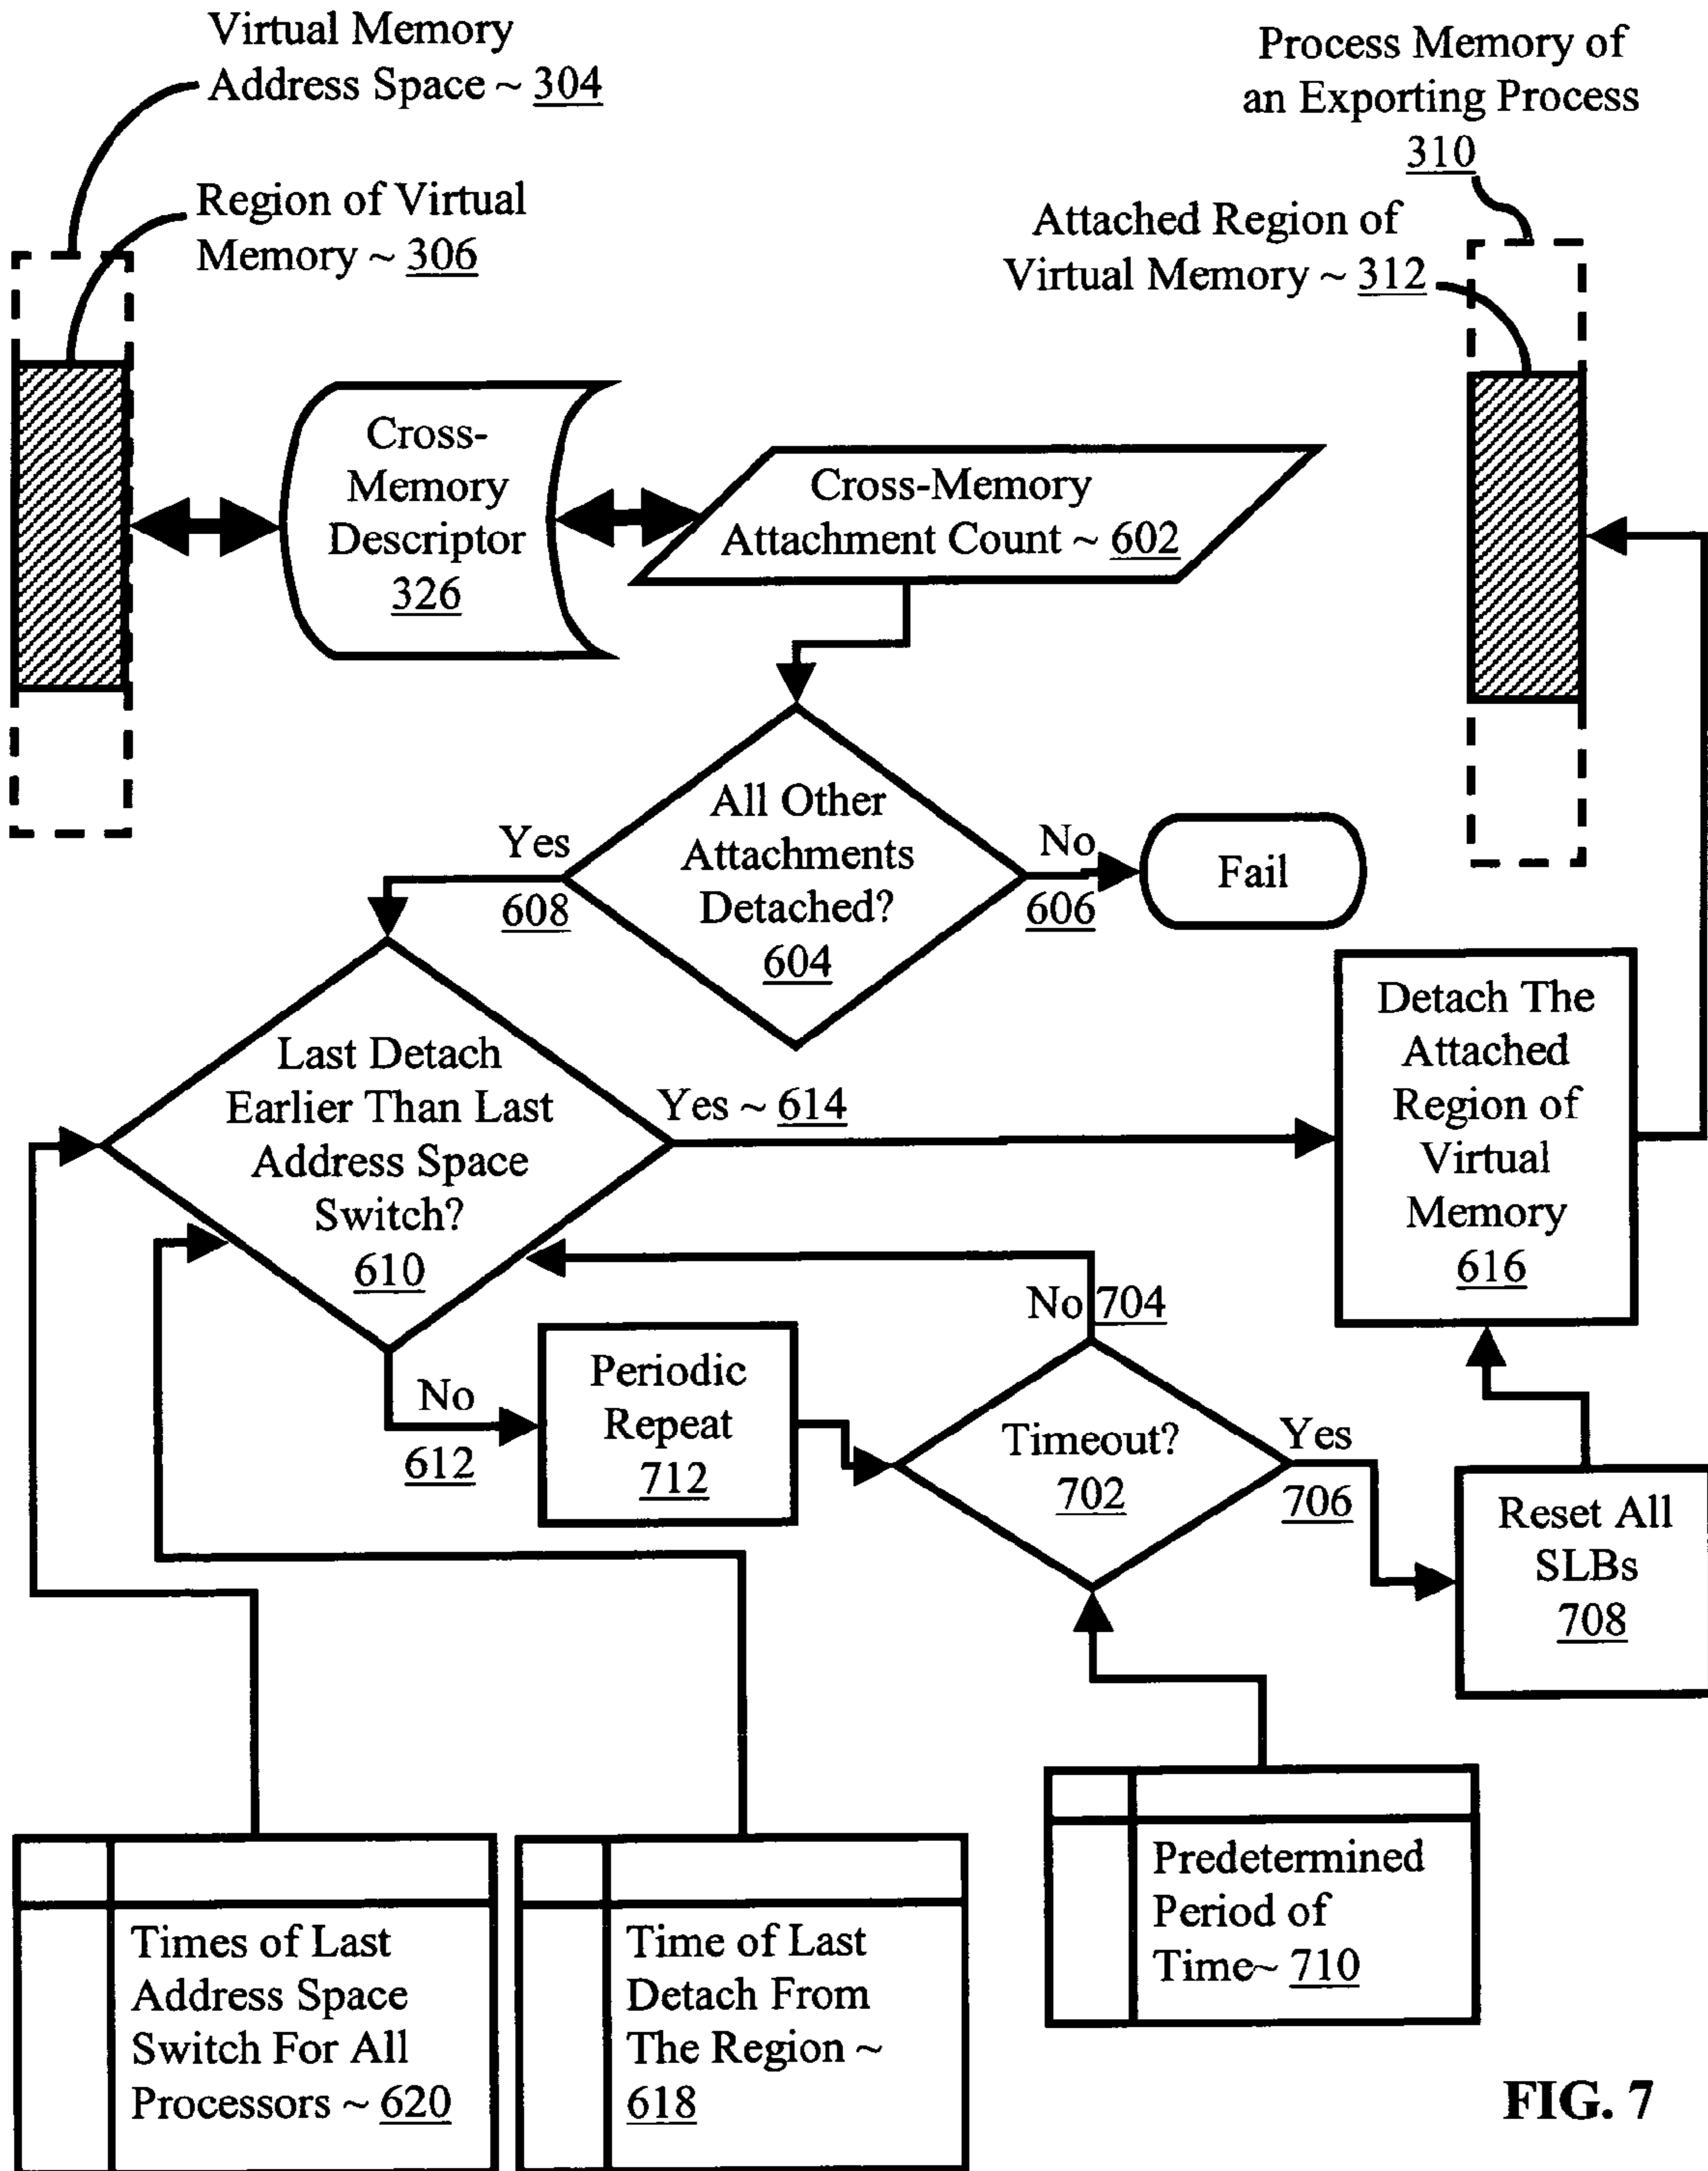 Virtual Memory
Address Space ~ 304
Process Memory of
an Exporting Process
310
Region of Virtual
Memory ~ 306
Attached Region of
Virtual Memory ~ 312
Cross-
Memory
Descriptor
326
Cross-Memory
Attachment Count ~ 602
All Other
Attachments
Detached?
604
Yes
608
No
606
Fail
Last Detach
Earlier Than Last
Address Space
Switch?
610
Yes ~ 614
Detach The
Attached
Region of
Virtual
Memory
616
No
612
Periodic
Repeat
712
No 704
Timeout?
702
Yes
706
Reset All
SLBs
708
Times of Last
Address Space
Switch For All
Processors ~ 620
Time of Last
Detach From
The Region ~
618
Predetermined
Period of
Time~ 710
FIG. 7